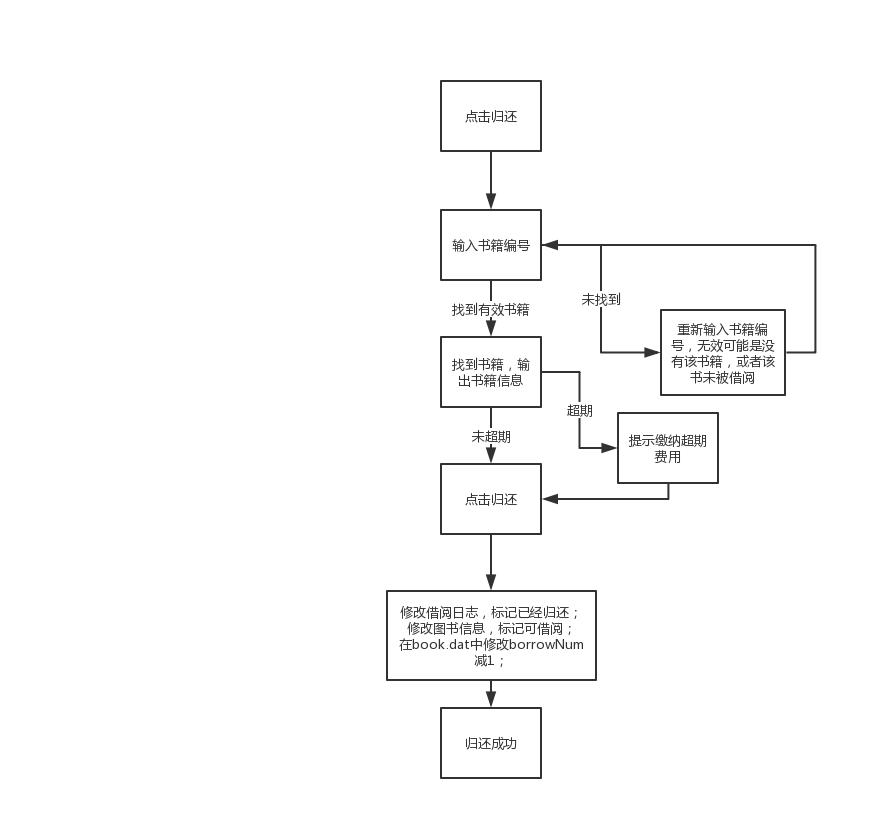 点击归还
输入书籍编号
找到有效书籍
未找到
重新输入书籍编
号，无效可能是没
有该书籍，或者该
书未被借阅
找到书籍，输
出书籍信息
超期
未超期
提示缴纳超期
费用
点击归还
修改借阅日志，标记已经归还；
修改图书信息，标记可借阅；
在book.dat中修改borrowNum
减1；
归还成功